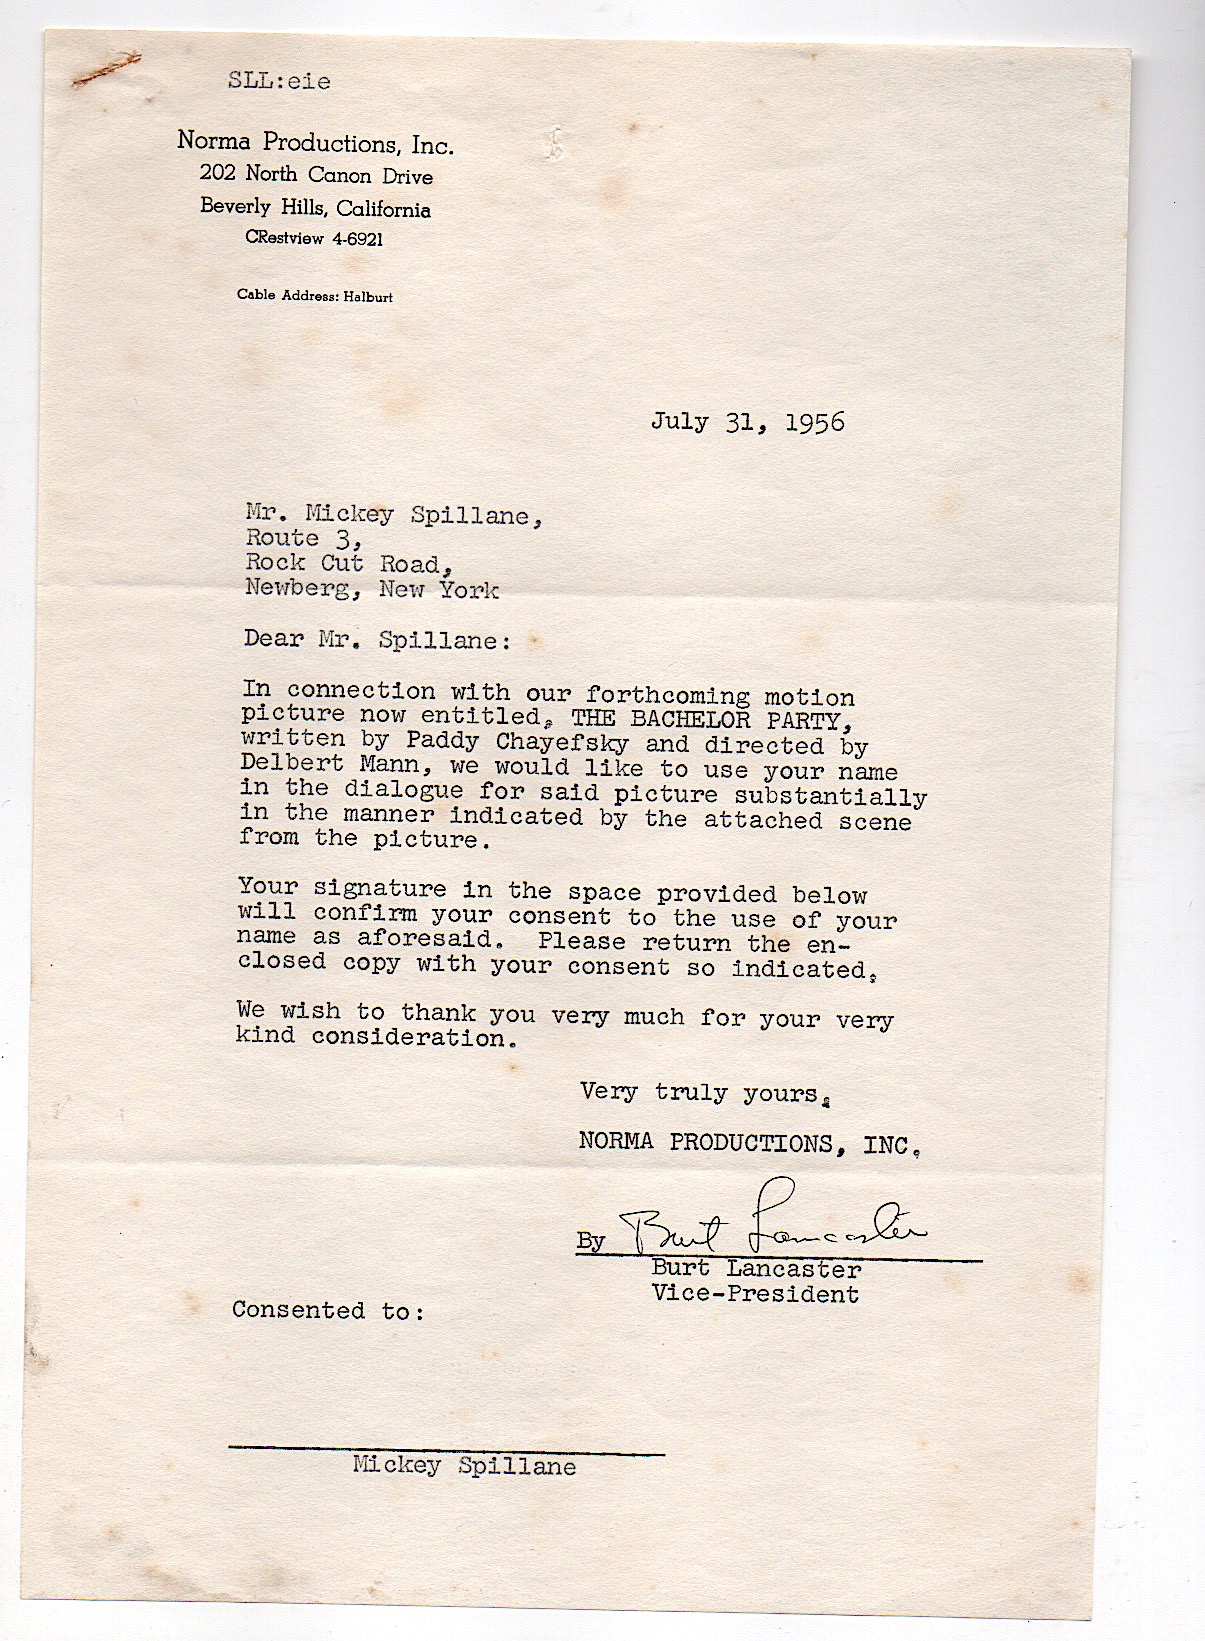 SLL:eie
Norma Productions, Inc.
202 North Canon Drive
Beverly Hills, California
CRestview 4-6921
Cable Address: Halburt
July 31, 1956
Mr. Mickey Spillane,
Route 3,
Rock Cut Road,
Newberg, New York
Dear Mr. Spillane:
In connection with our forthcoming motion
picture now entitled, THE BACHELOR PARTY,
written by Paddy Chayefsky and directed by
Delbert Mann, we would like to use your name
in the dialogue for said picture substantially
in the manner indicated by the attached scene
from the picture.
Your signature in the space provided below
will confirm your consent to the use of your
name as aforesaid.  Please return the en-
closed copy with your consent so indicated.
We wish to thank you very much for your very
kind consideration.
Very truly yours,
NORMA PRODUCTIONS, INC.
By Burt Lancaster
Burt Lancaster
Vice-President
Consented to:
Mickey Spillane